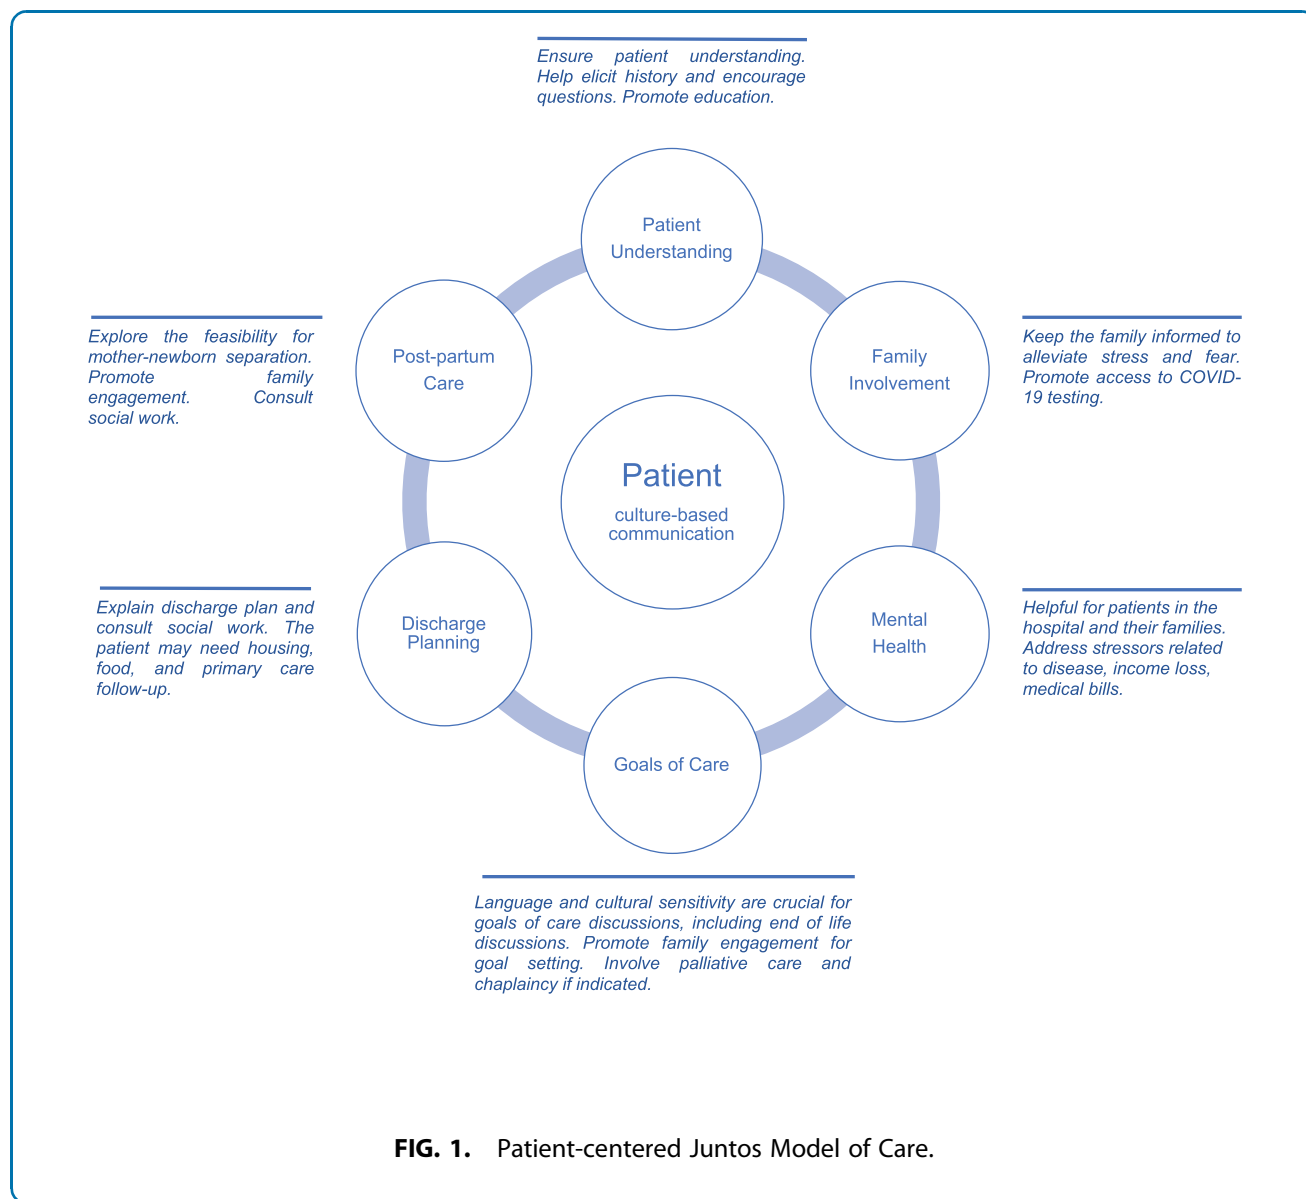 Ensure patient understanding.
Help elicit history and encourage
questions. Promote education.
Patient
Understanding
Post-partum
Care
Explore the feasibility for
mother-newborn separation.
Promote family
engagement. Consult
social work.
Family
Involvement
Keep the family informed to
alleviate stress and fear.
Promote access to COVID-
19 testing.
Patient
culture-based
communication
Discharge
Planning
Explain discharge plan and
consult social work. The
patient may need housing,
food, and primary care
follow-up.
Mental
Health
Helpful for patients in the
hospital and their families.
Address stressors related
to disease, income loss,
medical bills.
Goals of Care
Language and cultural sensitivity are crucial for
goals of care discussions, including end of life
discussions. Promote family engagement for
goal setting. Involve palliative care and
chaplaincy if indicated.
FIG. 1. Patient-centered Juntos Model of Care.